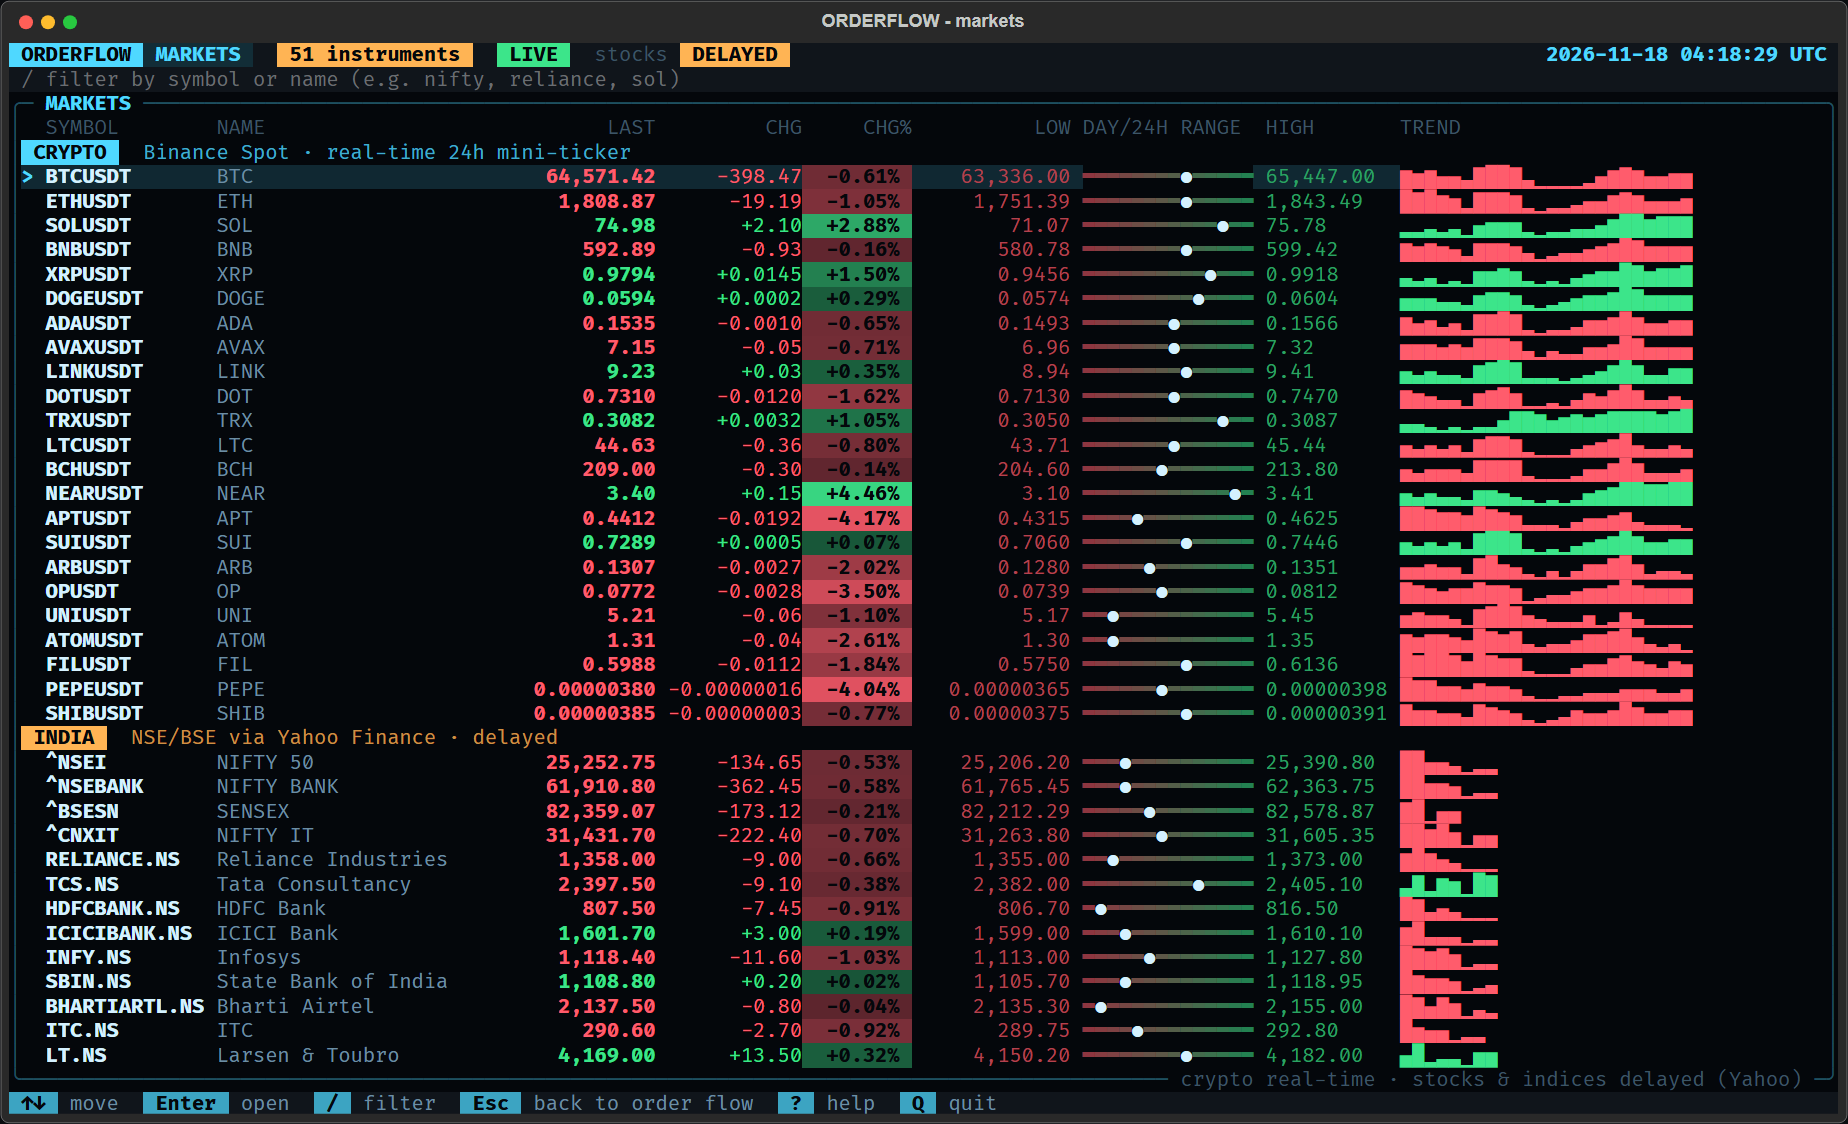 ORDERFLOW - markets
ORDERFLOW MARKETS 51 instruments LIVE stocks DELAYED 2026-11-18 04:18:29 UTC
/ filter by symbol or name (e.g. nifty, reliance, sol)
MARKETS
SYMBOL NAME LAST CHG CHG% LOW DAY/24H RANGE HIGH TREND
CRYPTO Binance Spot · real-time 24h mini-ticker
> BTCUSDT BTC 64,571.42 -398.47 -0.61% 63,336.00 65,447.00
ETHUSDT ETH 1,808.87 -19.19 -1.05% 1,751.39 1,843.49
SOLUSDT SOL 74.98 +2.10 +2.88% 71.07 75.78
BNBUSDT BNB 592.89 -0.93 -0.16% 580.78 599.42
XRPUSDT XRP 0.9794 +0.0145 +1.50% 0.9456 0.9918
DOGEUSDT DOGE 0.0594 +0.0002 +0.29% 0.0574 0.0604
ADAUSDT ADA 0.1535 -0.0010 -0.65% 0.1493 0.1566
AVAXUSDT AVAX 7.15 -0.05 -0.71% 6.96 7.32
LINKUSDT LINK 9.23 +0.03 +0.35% 8.94 9.41
DOTUSDT DOT 0.7310 -0.0120 -1.62% 0.7130 0.7470
TRXUSDT TRX 0.3082 +0.0032 +1.05% 0.3050 0.3087
LTCUSDT LTC 44.63 -0.36 -0.80% 43.71 45.44
BCHUSDT BCH 209.00 -0.30 -0.14% 204.60 213.80
NEARUSDT NEAR 3.40 +0.15 +4.46% 3.10 3.41
APTUSDT APT 0.4412 -0.0192 -4.17% 0.4315 0.4625
SUIUSDT SUI 0.7289 +0.0005 +0.07% 0.7060 0.7446
ARBUSDT ARB 0.1307 -0.0027 -2.02% 0.1280 0.1351
OPUSDT OP 0.0772 -0.0028 -3.50% 0.0739 0.0812
UNIUSDT UNI 5.21 -0.06 -1.10% 5.17 5.45
ATOMUSDT ATOM 1.31 -0.04 -2.61% 1.30 1.35
FILUSDT FIL 0.5988 -0.0112 -1.84% 0.5750 0.6136
PEPEUSDT PEPE 0.00000380 -0.00000016 -4.04% 0.00000365 0.00000398
SHIBUSDT SHIB 0.00000385 -0.00000003 -0.77% 0.00000375 0.00000391
INDIA NSE/BSE via Yahoo Finance · delayed
^NSEI NIFTY 50 25,252.75 -134.65 -0.53% 25,206.20 25,390.80
^NSEBANK NIFTY BANK 61,910.80 -362.45 -0.58% 61,765.45 62,363.75
^BSESN SENSEX 82,359.07 -173.12 -0.21% 82,212.29 82,578.87
^CNXIT NIFTY IT 31,431.70 -222.40 -0.70% 31,263.80 31,605.35
RELIANCE.NS Reliance Industries 1,358.00 -9.00 -0.66% 1,355.00 1,373.00
TCS.NS Tata Consultancy 2,397.50 -9.10 -0.38% 2,382.00 2,405.10
HDFCBANK.NS HDFC Bank 807.50 -7.45 -0.91% 806.70 816.50
ICICIBANK.NS ICICI Bank 1,601.70 +3.00 +0.19% 1,599.00 1,610.10
INFY.NS Infosys 1,118.40 -11.60 -1.03% 1,113.00 1,127.80
SBIN.NS State Bank of India 1,108.80 +0.20 +0.02% 1,105.70 1,118.95
BHARTIARTL.NS Bharti Airtel 2,137.50 -0.80 -0.04% 2,135.30 2,155.00
ITC.NS ITC 290.60 -2.70 -0.92% 289.75 292.80
LT.NS Larsen & Toubro 4,169.00 +13.50 +0.32% 4,150.20 4,182.00
crypto real-time · stocks & indices delayed (Yahoo)
↑↓ move Enter open / filter Esc back to order flow ? help Q quit